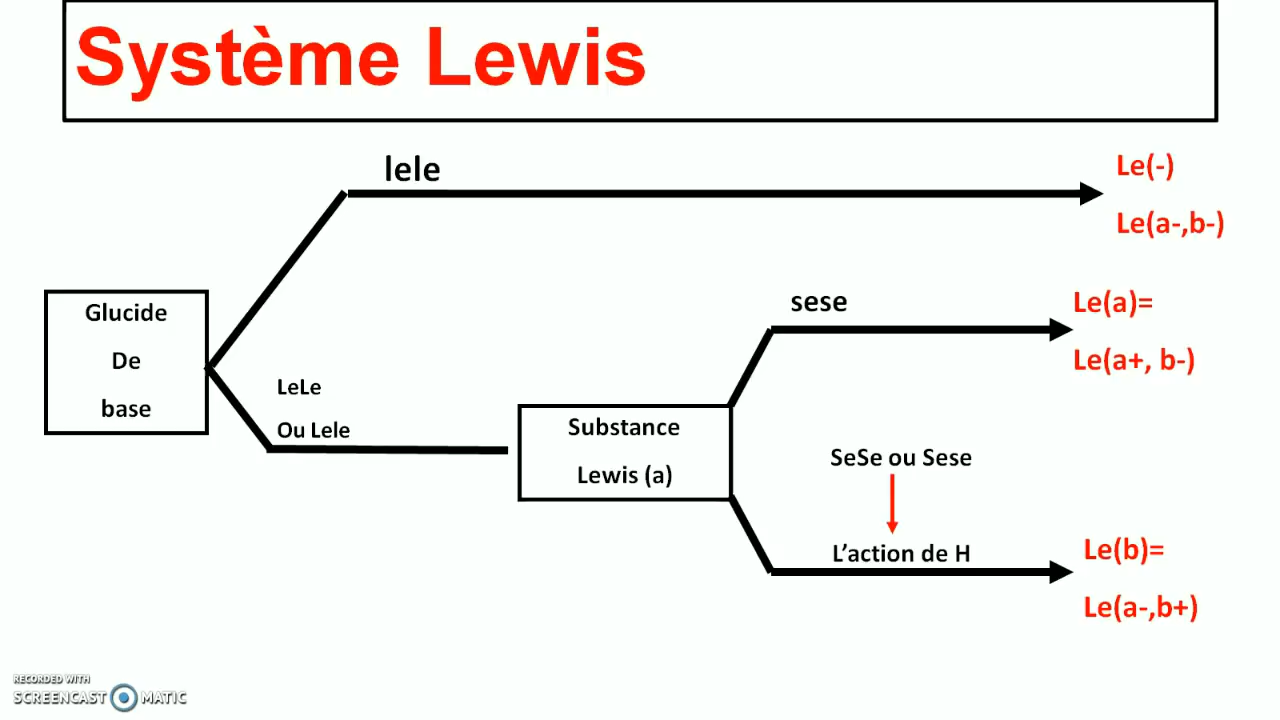 Système Lewis
lele
Le(-)
Le(a-,b-)
Glucide
De
base
LeLe
Ou Lele
Substance
Lewis (a)
sese
Le(a)=
Le(a+, b-)
SeSe ou Sese
L’action de H
Le(b)=
Le(a-,b+)
RECORDED WITH
SCREENCAST MATIC